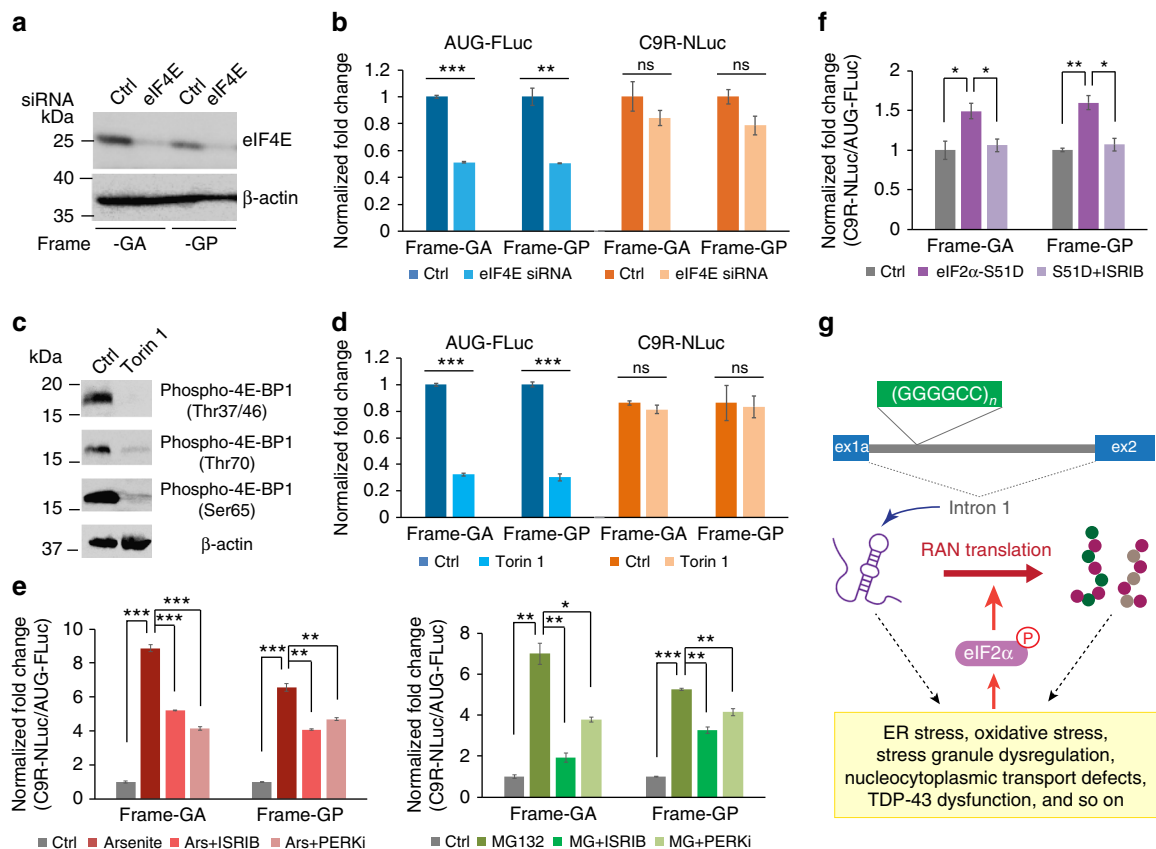 a
siRNA
Ctrl
eIF4E
Ctrl
eIF4E
kDa
25
eIF4E
40
β-actin
35
Frame
-GA
-GP
b
AUG-FLuc
C9R-NLuc
Normalized fold change
1.2
1
0.8
0.6
0.4
0.2
0
***
**
ns
ns
Frame-GA
Frame-GP
Frame-GA
Frame-GP
Ctrl
eIF4E siRNA
Ctrl
eIF4E siRNA
f
Normalized fold change
(C9R-NLuc/AUG-FLuc)
2
1.5
1
0.5
0
*
*
**
*
Frame-GA
Frame-GP
Ctrl
eIF2α-S51D
S51D+ISRIB
c
kDa
Ctrl
Torin 1
20
15
Phospho-4E-BP1
(Thr37/46)
Phospho-4E-BP1
(Thr70)
15
Phospho-4E-BP1
(Ser65)
37
β-actin
d
AUG-FLuc
C9R-NLuc
Normalized fold change
1.2
1
0.8
0.6
0.4
0.2
0
***
***
ns
ns
Frame-GA
Frame-GP
Frame-GA
Frame-GP
Ctrl
Torin 1
Ctrl
Torin 1
g
(GGGGCC)n
ex1a
ex2
Intron 1
RAN translation
P
eIF2α
ER stress, oxidative stress,
stress granule dysregulation,
nucleocytoplasmic transport defects,
TDP-43 dysfunction, and so on
e
Normalized fold change
(C9R-NLuc/AUG-FLuc)
10
8
6
4
2
0
***
***
***
***
**
**
Frame-GA
Frame-GP
Ctrl
Arsenite
Ars+ISRIB
Ars+PERKi
Normalized fold change
(C9R-NLuc/AUG-FLuc)
8
6
4
2
0
**
**
*
***
**
**
Frame-GA
Frame-GP
Ctrl
MG132
MG+ISRIB
MG+PERKi